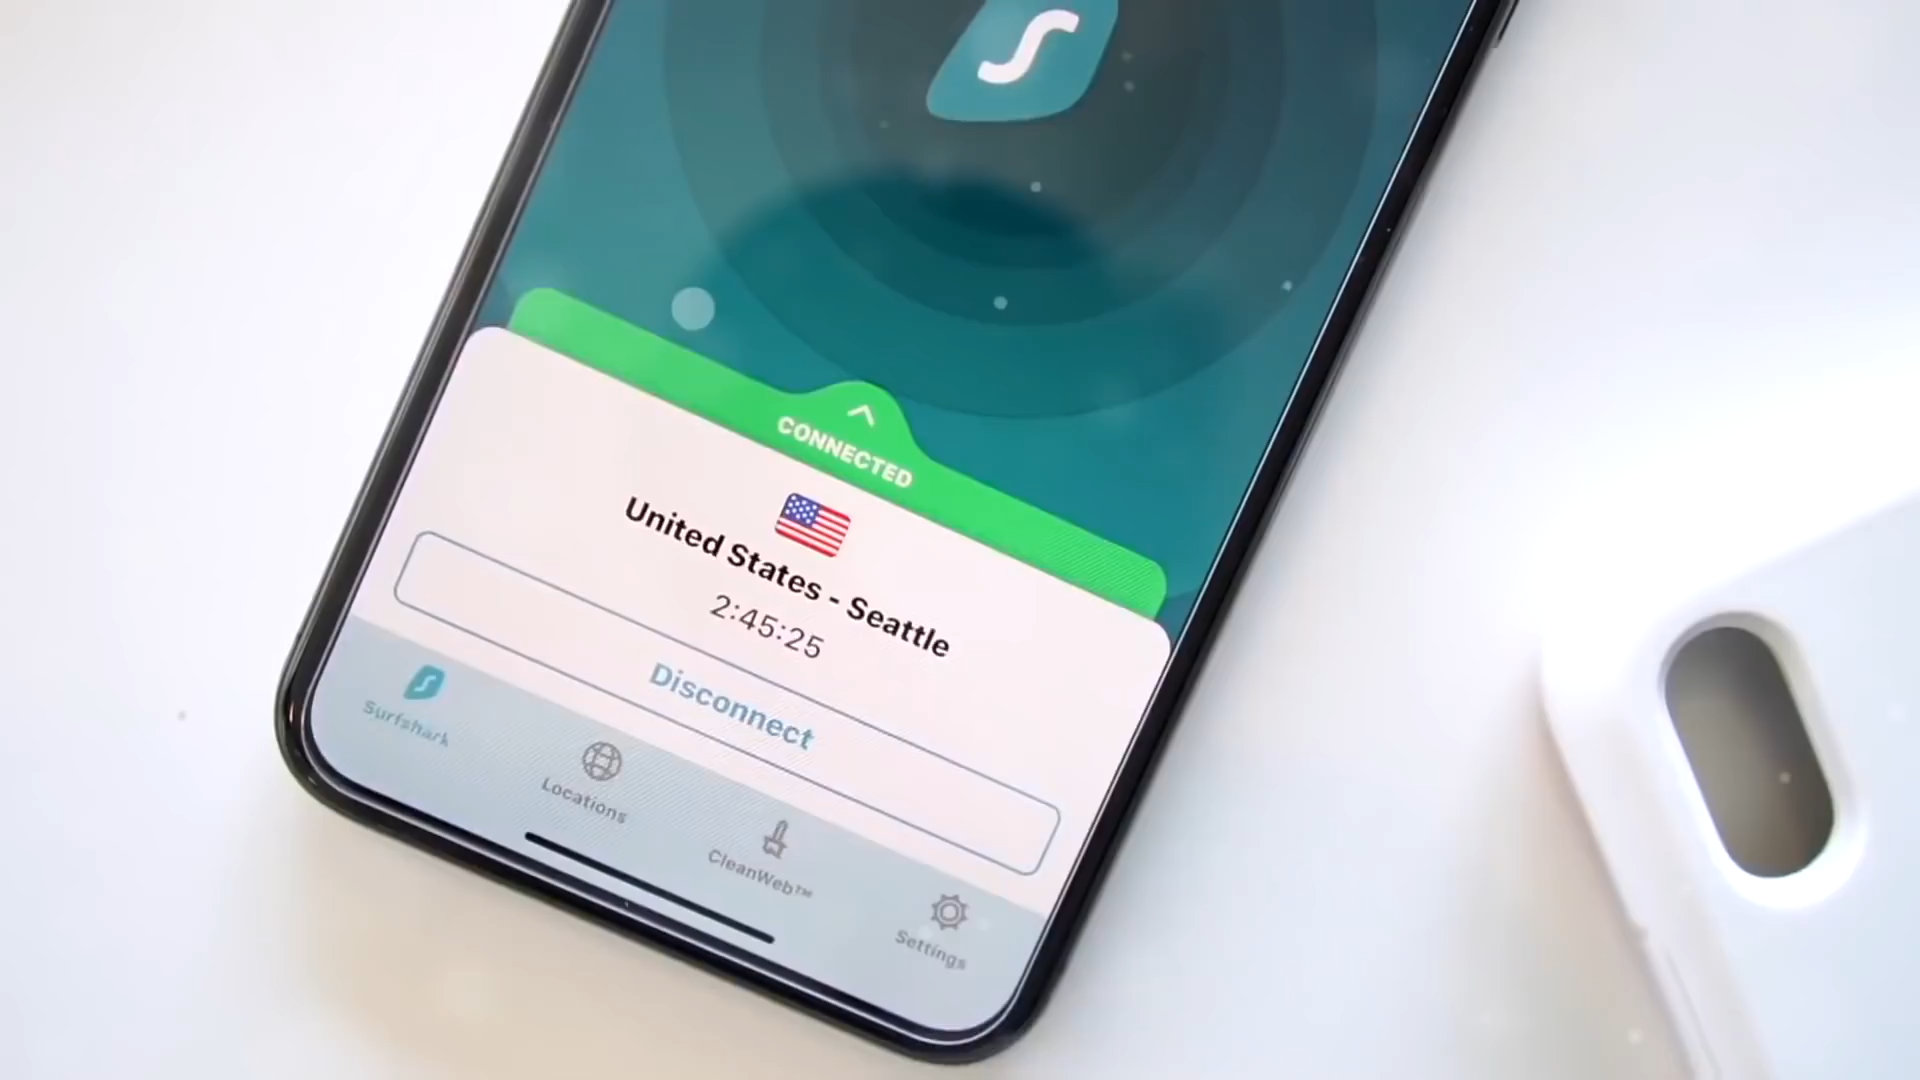 CONNECTED
United States - Seattle
2:45:25
Disconnect
Surfshark
Locations
CleanWeb™
Settings